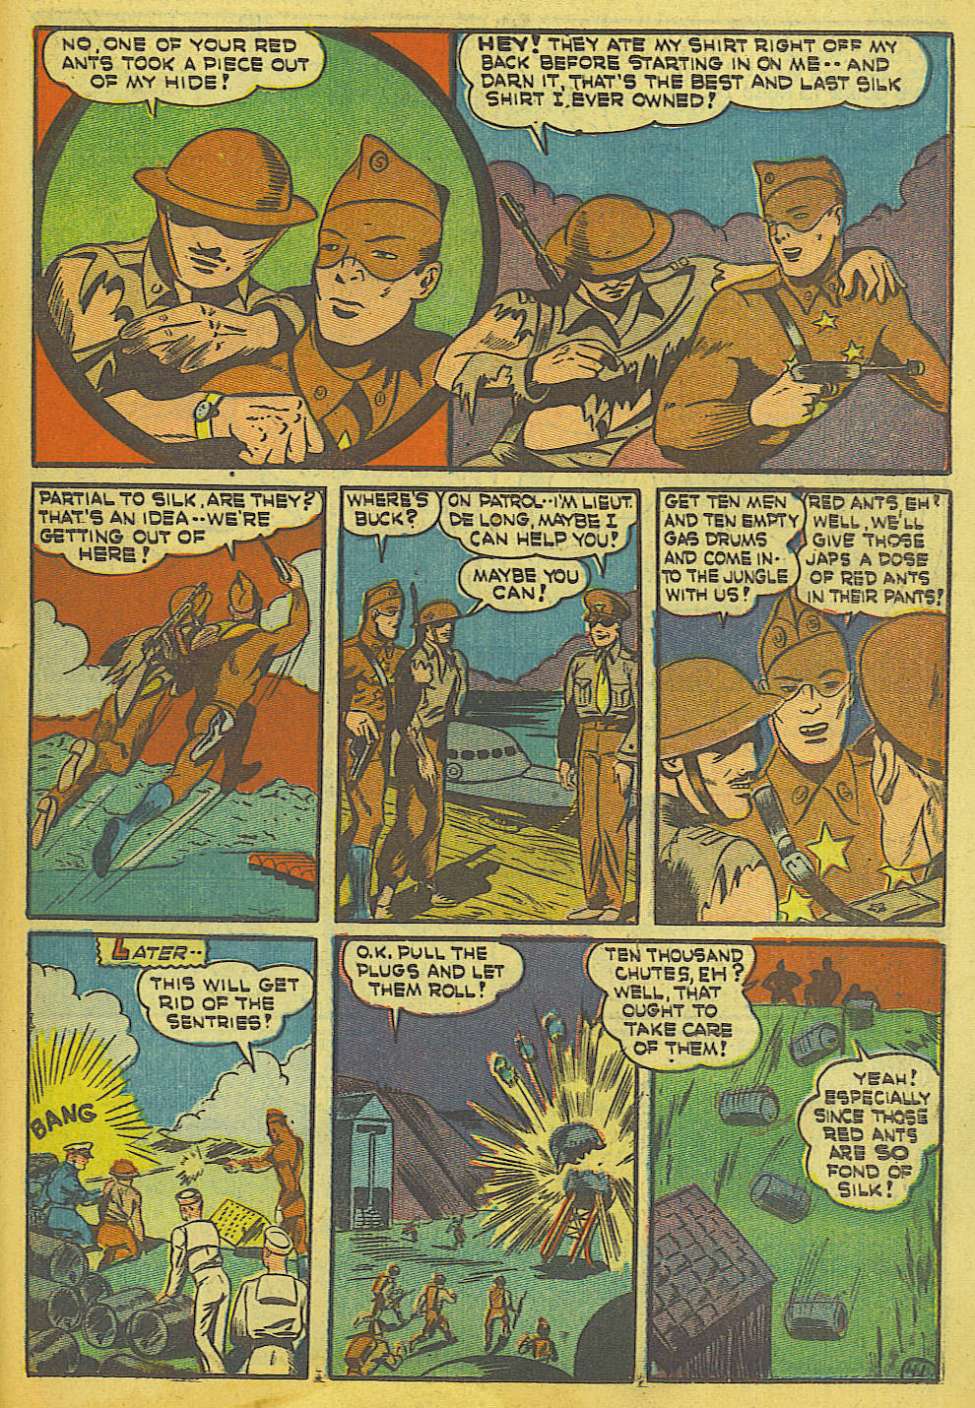 NO, ONE OF YOUR RED
ANTS TOOK A PIECE OUT
OF MY HIDE!
HEY! THEY ATE MY SHIRT RIGHT OFF MY
BACK BEFORE STARTING IN ON ME-- AND
DARN IT, THAT'S THE BEST AND LAST SILK
SHIRT I EVER OWNED!
PARTIAL TO SILK, ARE THEY?
THAT'S AN IDEA--WE'RE
GETTING OUT OF
HERE!
WHERE'S
BUCK?
ON PATROL--I'M LIEUT.
DE LONG, MAYBE I
CAN HELP YOU!
MAYBE YOU
CAN!
GET TEN MEN
AND TEN EMPTY
GAS DRUMS
AND COME IN-
TO THE JUNGLE
WITH US!
RED ANTS, EH?
WELL, WE'LL
GIVE THOSE
JAPS A DOSE
OF RED ANTS
IN THEIR PANTS!
LATER--
THIS WILL GET
RID OF THE
SENTRIES!
BANG
O.K. PULL THE
PLUGS AND LET
THEM ROLL!
TEN THOUSAND
CHUTES, EH?
WELL, THAT
OUGHT TO
TAKE CARE
OF THEM!
YEAH!
ESPECIALLY
SINCE THOSE
RED ANTS
ARE SO
FOND OF
SILK!